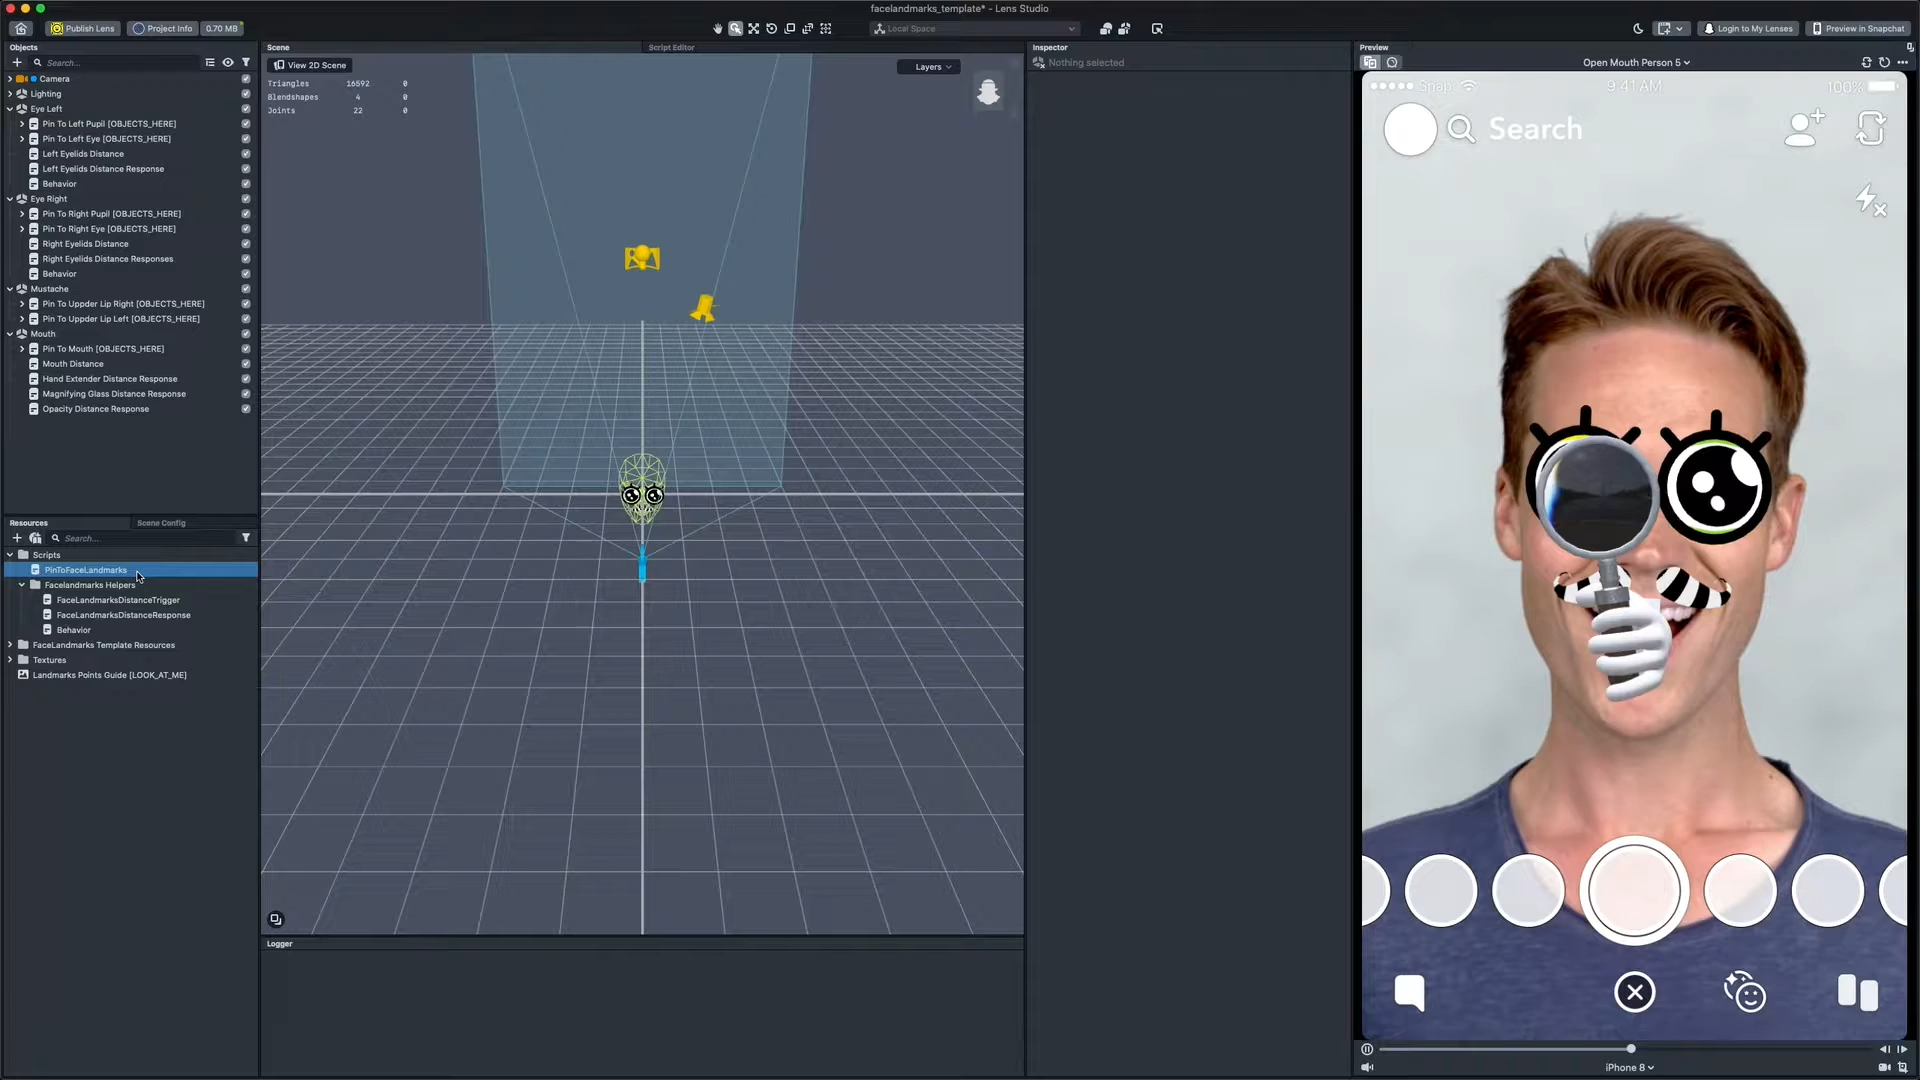 facelandmarks_template* - Lens Studio
Publish Lens
Project Info
0.70 MB
Local Space
Login to My Lenses
Preview in Snapchat
Objects
Search...
Camera
Lighting
Eye Left
Pin To Left Pupil [OBJECTS_HERE]
Pin To Left Eye [OBJECTS_HERE]
Left Eyelids Distance
Left Eyelids Distance Response
Behavior
Eye Right
Pin To Right Pupil [OBJECTS_HERE]
Pin To Right Eye [OBJECTS_HERE]
Right Eyelids Distance
Right Eyelids Distance Responses
Behavior
Mustache
Pin To Uppder Lip Right [OBJECTS_HERE]
Pin To Uppder Lip Left [OBJECTS_HERE]
Mouth
Pin To Mouth [OBJECTS_HERE]
Mouth Distance
Hand Extender Distance Response
Magnifying Glass Distance Response
Opacity Distance Response
Resources
Scene Config
Search...
Scripts
PinToFaceLandmarks
Facelandmarks Helpers
FaceLandmarksDistanceTrigger
FaceLandmarksDistanceResponse
Behavior
FaceLandmarks Template Resources
Textures
Landmarks Points Guide [LOOK_AT_ME]
Scene
Script Editor
View 2D Scene
Layers
Triangles 16592 0
Blendshapes 4 0
Joints 22 0
Logger
Inspector
Nothing selected
Preview
Open Mouth Person 5
Snap 9:41 AM 100%
Search
iPhone 8